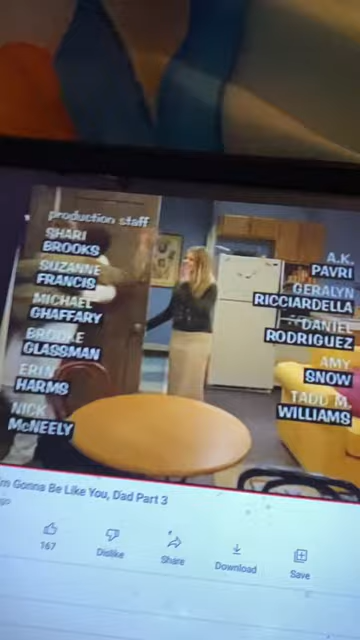 production staff
SHARI
BROOKS
SUZANNE
FRANCIS
MICHAEL
GHAFFARY
BROOKE
GLASSMAN
ERIN
HARMS
NICK
McNEELY
A.K.
PAVRI
GERALYN
RICCIARDELLA
DANIEL
RODRIGUEZ
AMY
SNOW
TADD M.
WILLIAMS
'm Gonna Be Like You, Dad Part 3
go
167
Dislike
Share
Download
Save